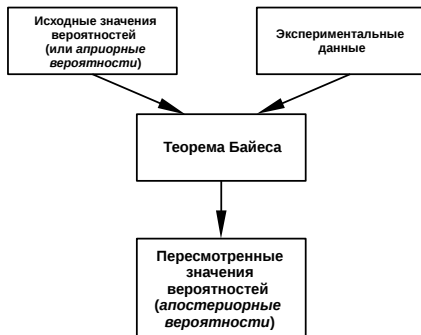 Исходные значения
вероятностей
(или априорные
вероятности)
Экспериментальные
данные
Теорема Байеса
Пересмотренные
значения
вероятностей
(апостериорные
вероятности)